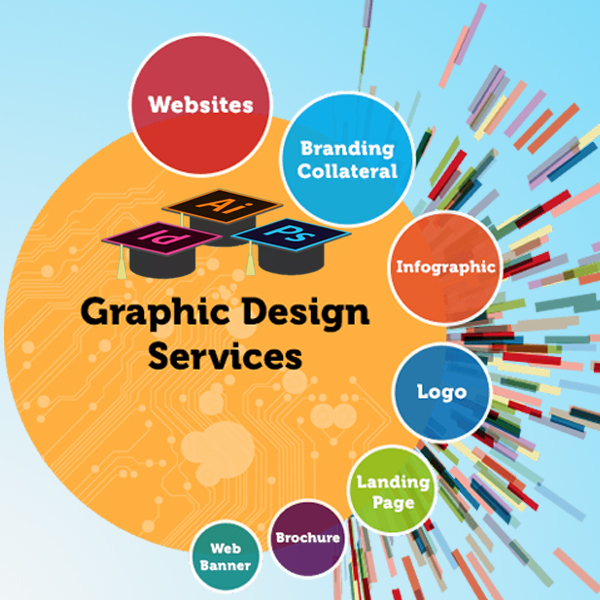 Websites
Branding
Collateral
Ai
Id
Ps
Infographic
Graphic Design
Services
Logo
Landing
Page
Brochure
Web
Banner